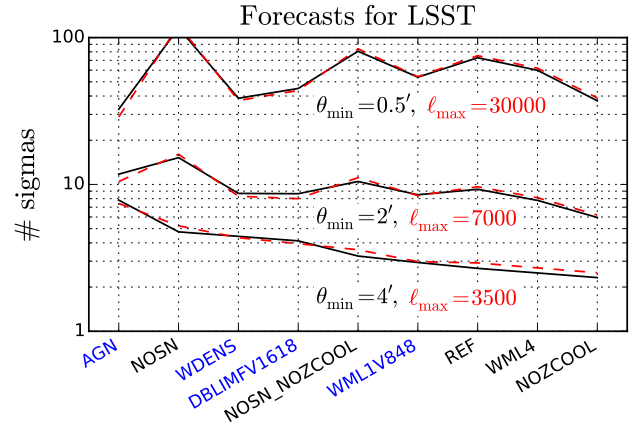 Forecasts for LSST
# sigmas
100
10
1
θmin=0.5′, ℓmax=30000
θmin=2′, ℓmax=7000
θmin=4′, ℓmax=3500
AGN
NOSN
WDENS
DBLIMFV1618
NOSN_NOZCOOL
WML1V848
REF
WML4
NOZCOOL